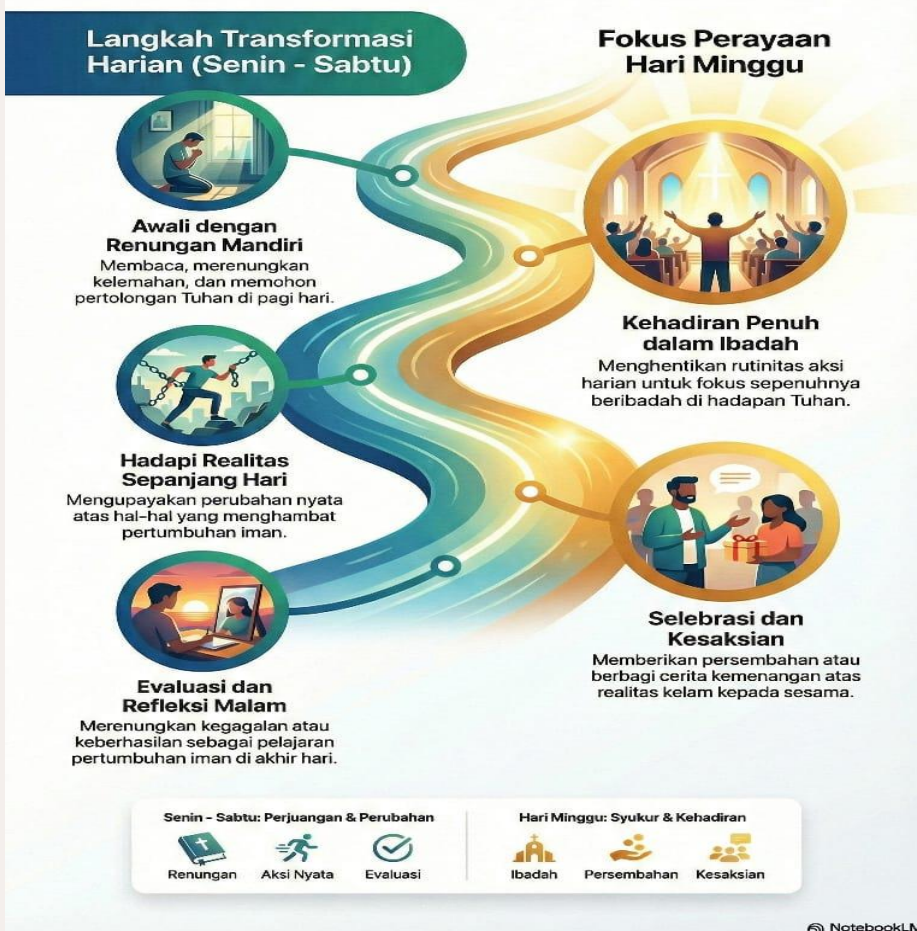 Langkah Transformasi
Harian (Senin - Sabtu)
Awali dengan
Renungan Mandiri
Membaca, merenungkan
kelemahan, dan memohon
pertolongan Tuhan di pagi hari.
Hadapi Realitas
Sepanjang Hari
Mengupayakan perubahan nyata
atas hal-hal yang menghambat
pertumbuhan iman.
Evaluasi dan
Refleksi Malam
Merenungkan kegagalan atau
keberhasilan sebagai pelajaran
pertumbuhan iman di akhir hari.
Fokus Perayaan
Hari Minggu
Kehadiran Penuh
dalam Ibadah
Menghentikan rutinitas aksi
harian untuk fokus sepenuhnya
beribadah di hadapan Tuhan.
Selebrasi dan
Kesaksian
Memberikan persembahan atau
berbagi cerita kemenangan atas
realitas kelam kepada sesama.
Senin - Sabtu: Perjuangan & Perubahan
Renungan Aksi Nyata Evaluasi
Hari Minggu: Syukur & Kehadiran
Ibadah Persembahan Kesaksian
NotebookLM